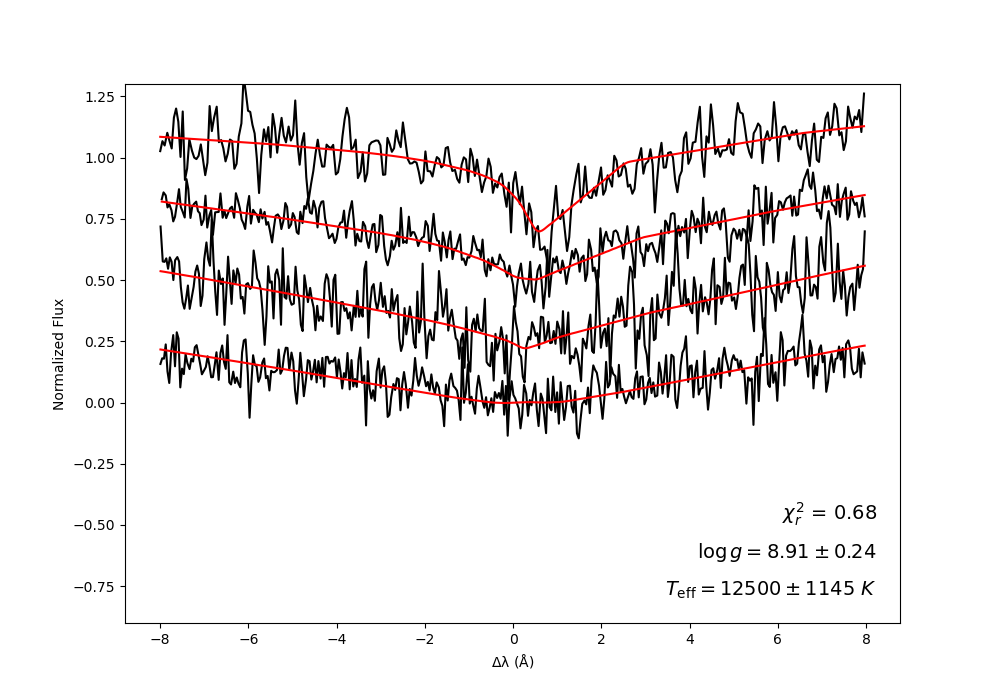 1.25
1.00
0.75
0.50
0.25
0.00
−0.25
−0.50
−0.75
Normalized Flux
χ²ᵣ = 0.68
log g = 8.91 ± 0.24
T_eff = 12500 ± 1145 K
−8 −6 −4 −2 0 2 4 6 8
Δλ (Å)